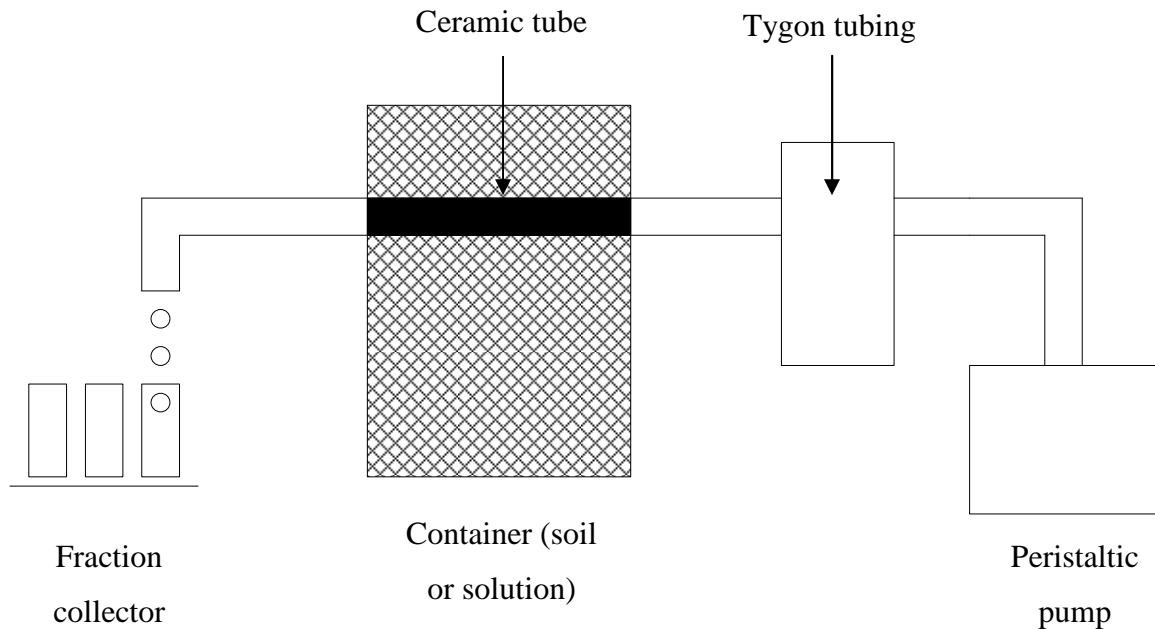 Ceramic tube
Tygon tubing
Fraction
collector
Container (soil
or solution)
Peristaltic
pump